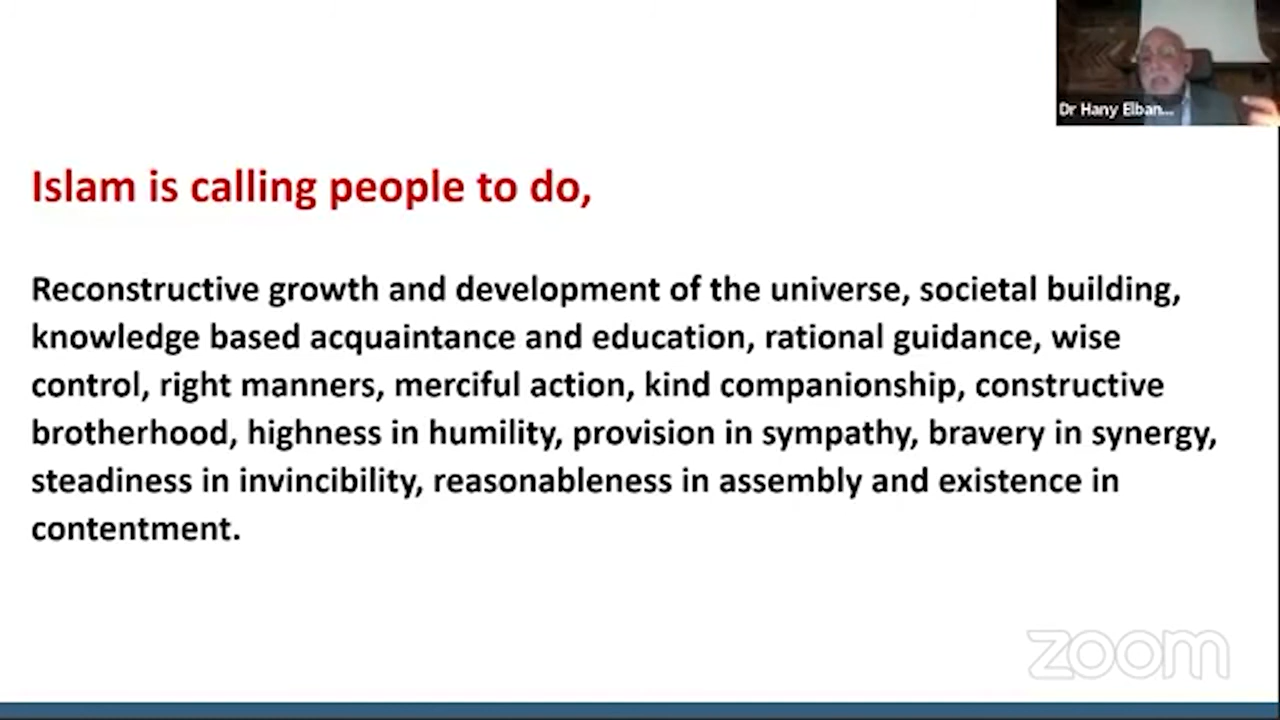 Dr Hany Elban...
Islam is calling people to do,
Reconstructive growth and development of the universe, societal building,
knowledge based acquaintance and education, rational guidance, wise
control, right manners, merciful action, kind companionship, constructive
brotherhood, highness in humility, provision in sympathy, bravery in synergy,
steadiness in invincibility, reasonableness in assembly and existence in
contentment.
zoom